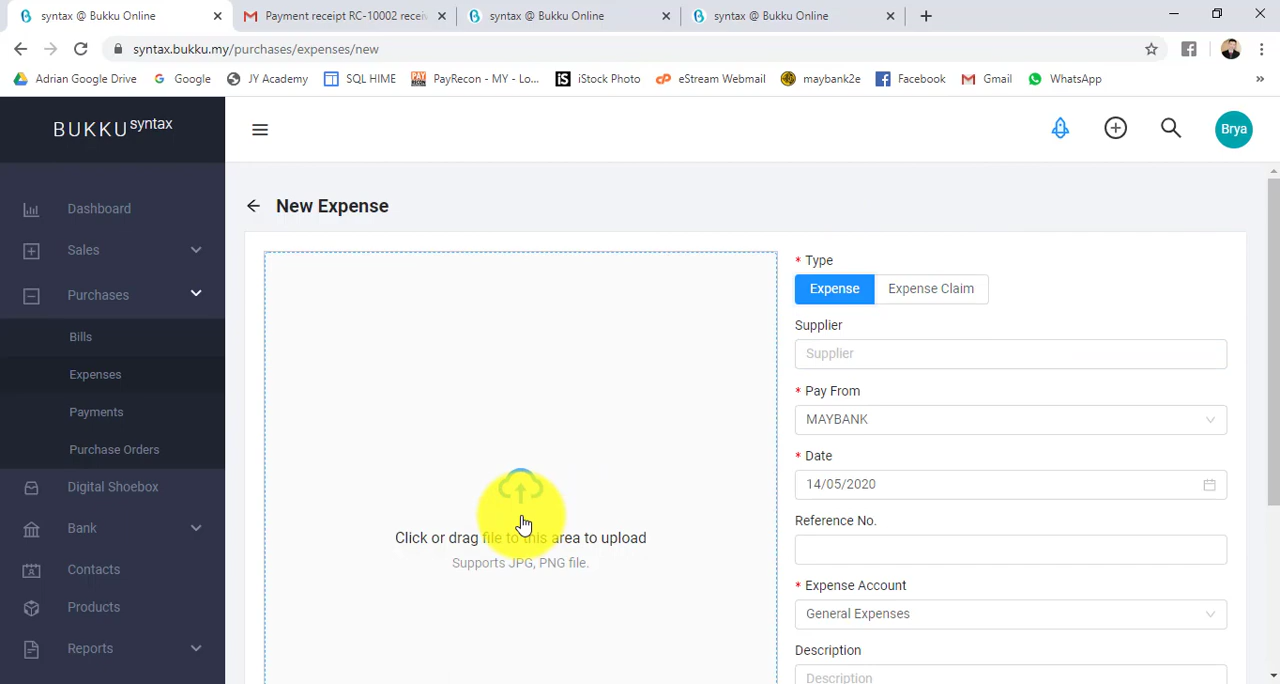 syntax @ Bukku Online
Payment receipt RC-10002 recei
syntax @ Bukku Online
syntax @ Bukku Online
syntax.bukku.my/purchases/expenses/new
Adrian Google Drive
Google
JY Academy
SQL HIME
PayRecon - MY - Lo...
iStock Photo
eStream Webmail
maybank2e
Facebook
Gmail
WhatsApp
»
BUKKU syntax
Brya
Dashboard
Sales
Purchases
Bills
Expenses
Payments
Purchase Orders
Digital Shoebox
Bank
Contacts
Products
Reports
New Expense
Click or drag file to this area to upload
Supports JPG, PNG file.
* Type
Expense
Expense Claim
Supplier
Supplier
* Pay From
MAYBANK
* Date
14/05/2020
Reference No.
* Expense Account
General Expenses
Description
Description